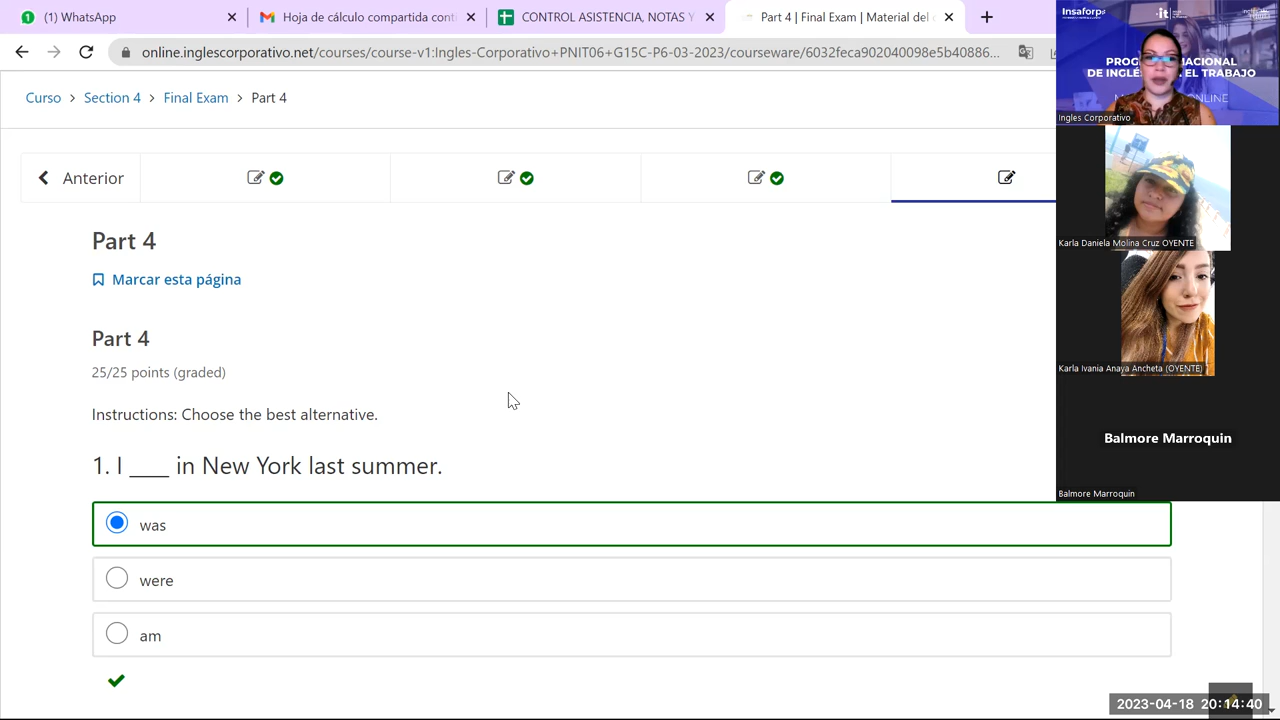 (1) WhatsApp
Hoja de cálculo compartida con
CONTROL ASISTENCIA Y NOTAS
Part 4 | Final Exam | Material del c
online.inglescorporativo.net/courses/course-v1:Ingles-Corporativo+INIT06+G15C-P6-03-2023/courseware/6032feca902040098e5b40886...
Curso > Section 4 > Final Exam > Part 4
Anterior
Part 4
Marcar esta página
Part 4
25/25 points (graded)
Instructions: Choose the best alternative.
1. I ____ in New York last summer.
was
were
am
Insaforp
it
Ingles Corporativo
Karla Daniela Molina Cruz OYENTE
Karla Ivania Anaya Ancheta (OYENTE)
Balmore Marroquin
Balmore Marroquin
2023-04-18 20:14:40